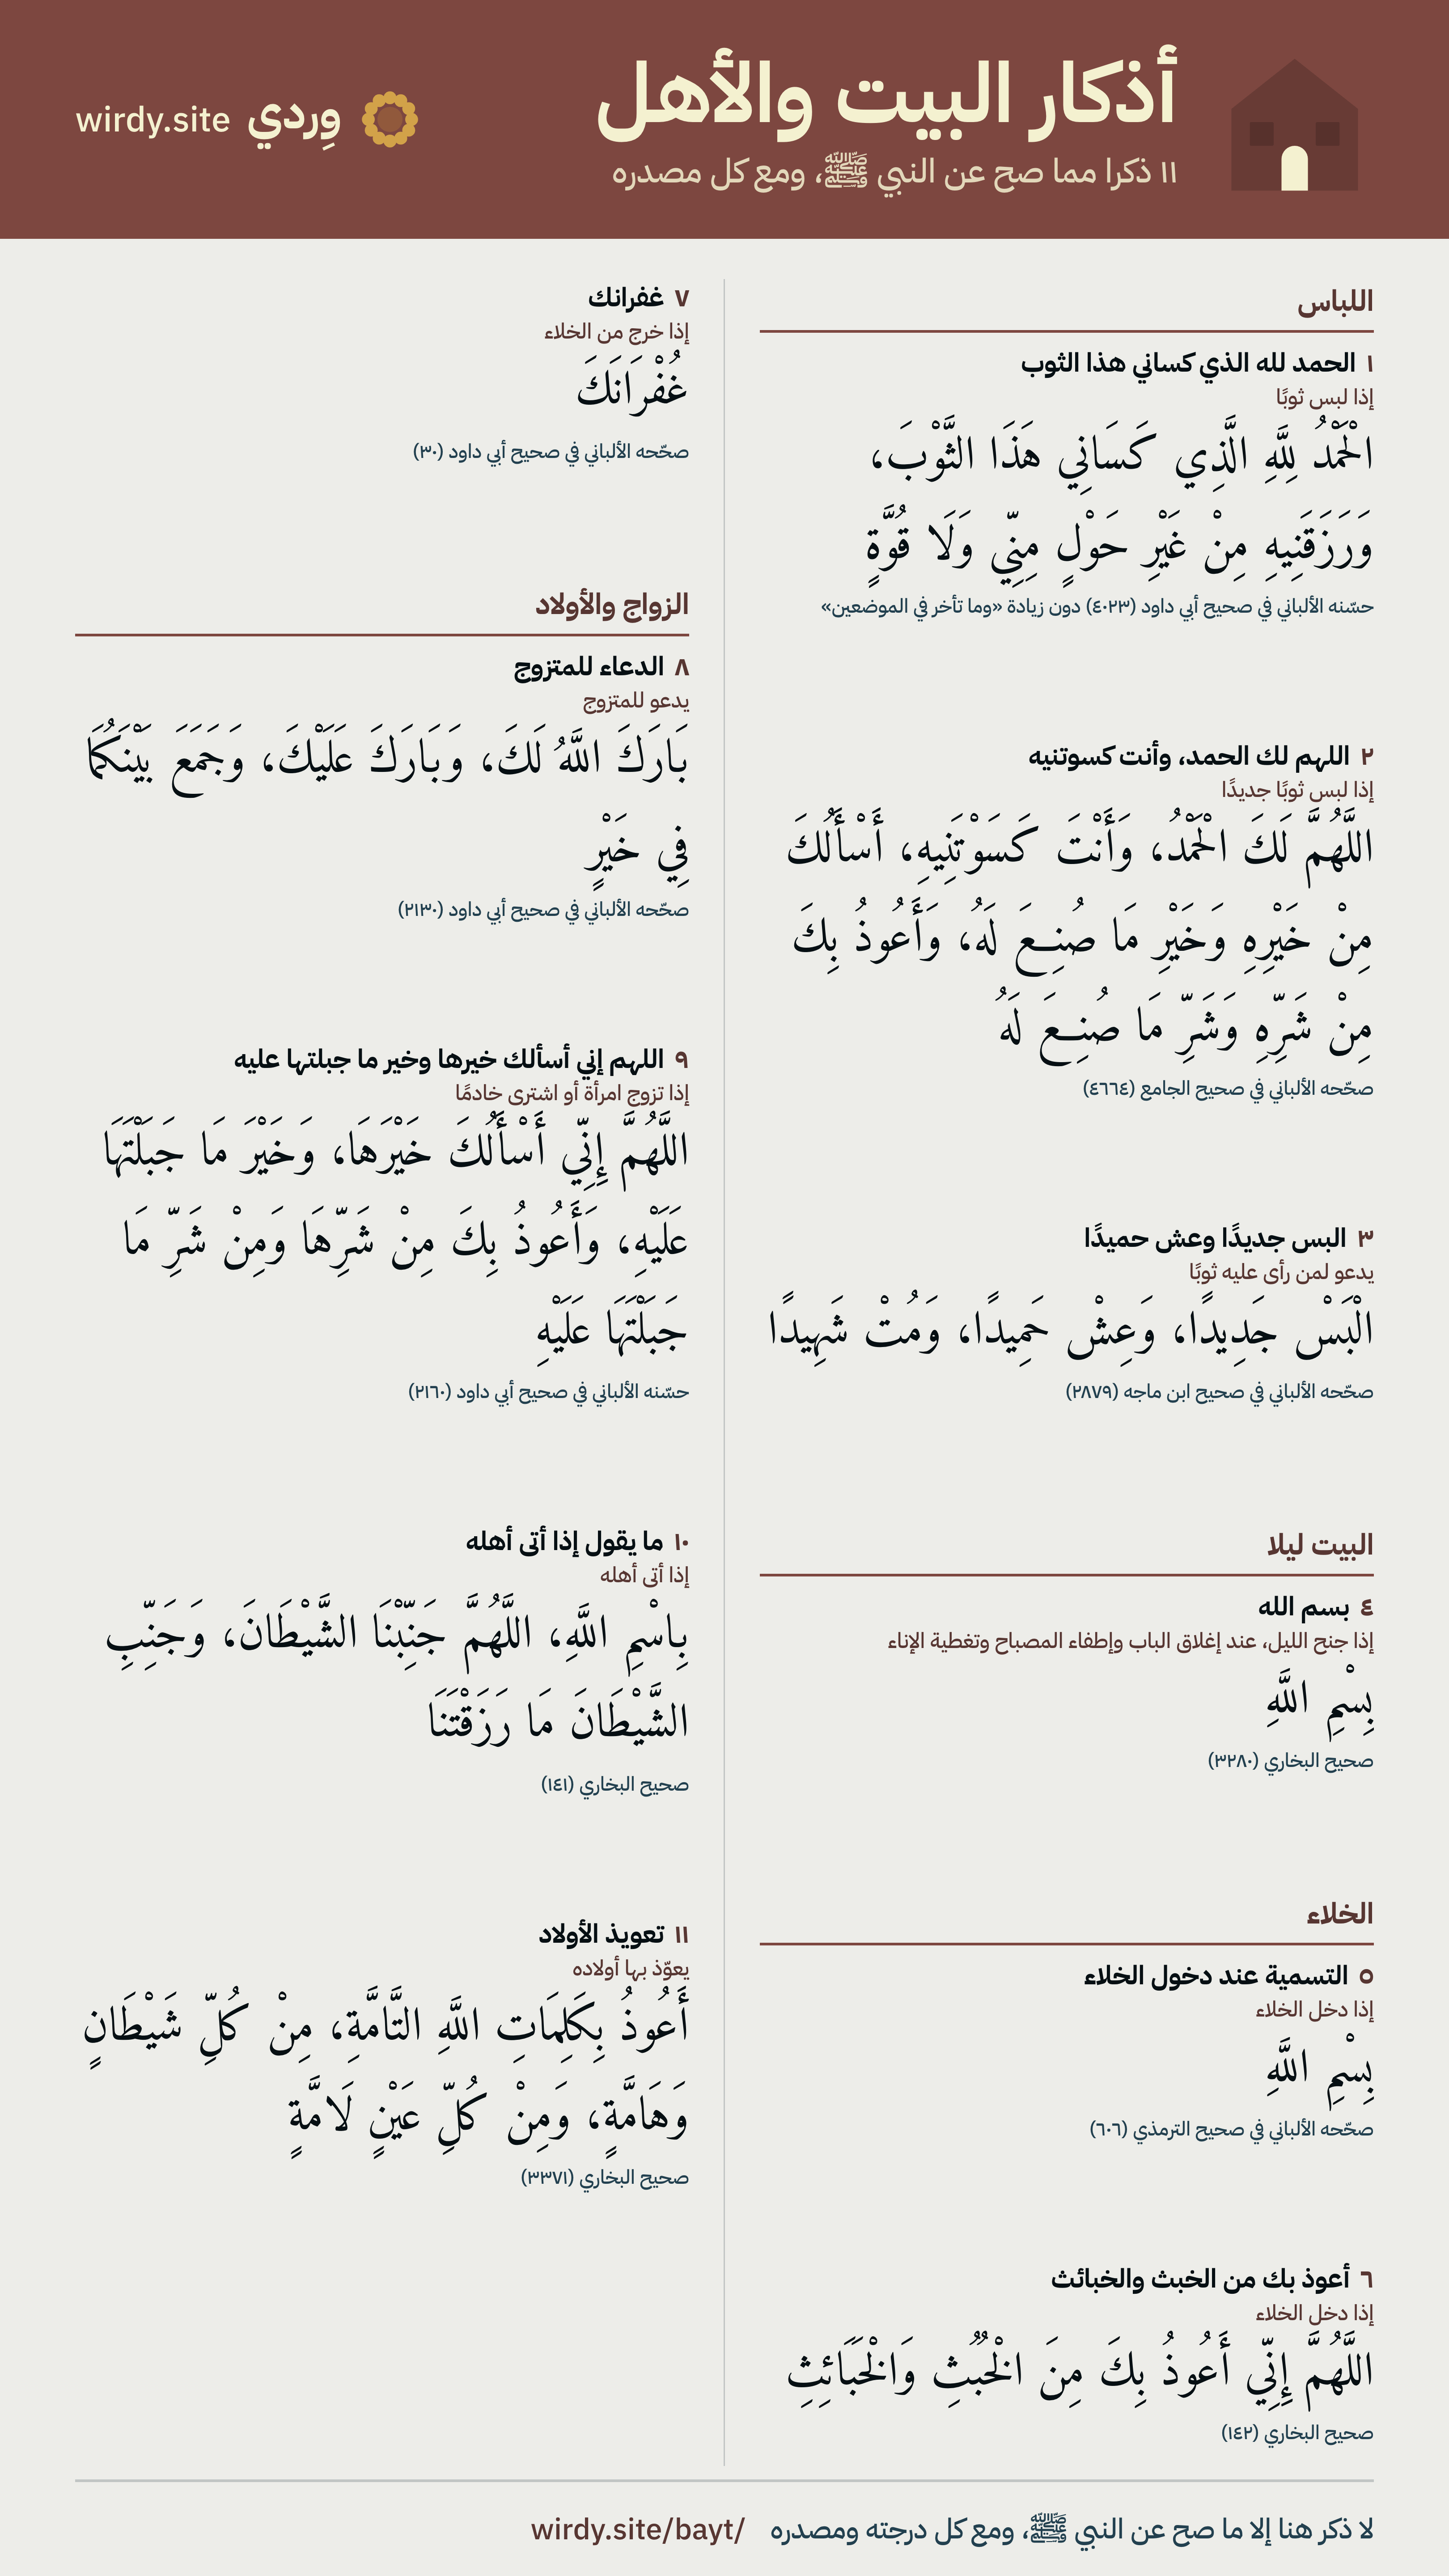 أذكار البيت والأهل
١١ ذكرا مما صح عن النبي ﷺ، ومع كل مصدره
وِردي wirdy.site
اللباس
١ الحمد لله الذي كساني هذا الثوب
إذا لبس ثوبًا
الْحَمْدُ لِلَّهِ الَّذِي كَسَانِي هَذَا الثَّوْبَ،
وَرَزَقَنِيهِ مِنْ غَيْرِ حَوْلٍ مِنِّي وَلَا قُوَّةٍ
حسّنه الألباني في صحيح أبي داود (٤٠٢٣) دون زيادة «وما تأخر في الموضعين»
٢ اللهم لك الحمد، وأنت كسوتنيه
إذا لبس ثوبًا جديدًا
اللَّهُمَّ لَكَ الْحَمْدُ، وَأَنْتَ كَسَوْتَنِيهِ، أَسْأَلُكَ
مِنْ خَيْرِهِ وَخَيْرِ مَا صُنِعَ لَهُ، وَأَعُوذُ بِكَ
مِنْ شَرِّهِ وَشَرِّ مَا صُنِعَ لَهُ
صحّحه الألباني في صحيح الجامع (٤٦٦٤)
٣ البس جديدًا وعش حميدًا
يدعو لمن رأى عليه ثوبًا
الْبَسْ جَدِيدًا، وَعِشْ حَمِيدًا، وَمُتْ شَهِيدًا
صحّحه الألباني في صحيح ابن ماجه (٢٨٧٩)
البيت ليلا
٤ بسم الله
إذا جنح الليل، عند إغلاق الباب وإطفاء المصباح وتغطية الإناء
بِسْمِ اللَّهِ
صحيح البخاري (٣٢٨٠)
الخلاء
٥ التسمية عند دخول الخلاء
إذا دخل الخلاء
بِسْمِ اللَّهِ
صحّحه الألباني في صحيح الترمذي (٦٠٦)
٦ أعوذ بك من الخبث والخبائث
إذا دخل الخلاء
اللَّهُمَّ إِنِّي أَعُوذُ بِكَ مِنَ الْخُبُثِ وَالْخَبَائِثِ
صحيح البخاري (١٤٢)
٧ غفرانك
إذا خرج من الخلاء
غُفْرَانَكَ
صحّحه الألباني في صحيح أبي داود (٣٠)
الزواج والأولاد
٨ الدعاء للمتزوج
يدعو للمتزوج
بَارَكَ اللَّهُ لَكَ، وَبَارَكَ عَلَيْكَ، وَجَمَعَ بَيْنَكُمَا
فِي خَيْرٍ
صحّحه الألباني في صحيح أبي داود (٢١٣٠)
٩ اللهم إني أسألك خيرها وخير ما جبلتها عليه
إذا تزوج امرأة أو اشترى خادمًا
اللَّهُمَّ إِنِّي أَسْأَلُكَ خَيْرَهَا، وَخَيْرَ مَا جَبَلْتَهَا
عَلَيْهِ، وَأَعُوذُ بِكَ مِنْ شَرِّهَا وَمِنْ شَرِّ مَا
جَبَلْتَهَا عَلَيْهِ
حسّنه الألباني في صحيح أبي داود (٢١٦٠)
١٠ ما يقول إذا أتى أهله
إذا أتى أهله
بِاسْمِ اللَّهِ، اللَّهُمَّ جَنِّبْنَا الشَّيْطَانَ، وَجَنِّبِ
الشَّيْطَانَ مَا رَزَقْتَنَا
صحيح البخاري (١٤١)
١١ تعويذ الأولاد
يعوّذ بها أولاده
أَعُوذُ بِكَلِمَاتِ اللَّهِ التَّامَّةِ، مِنْ كُلِّ شَيْطَانٍ
وَهَامَّةٍ، وَمِنْ كُلِّ عَيْنٍ لَامَّةٍ
صحيح البخاري (٣٣٧١)
لا ذكر هنا إلا ما صح عن النبي ﷺ، ومع كل درجته ومصدره wirdy.site/bayt/